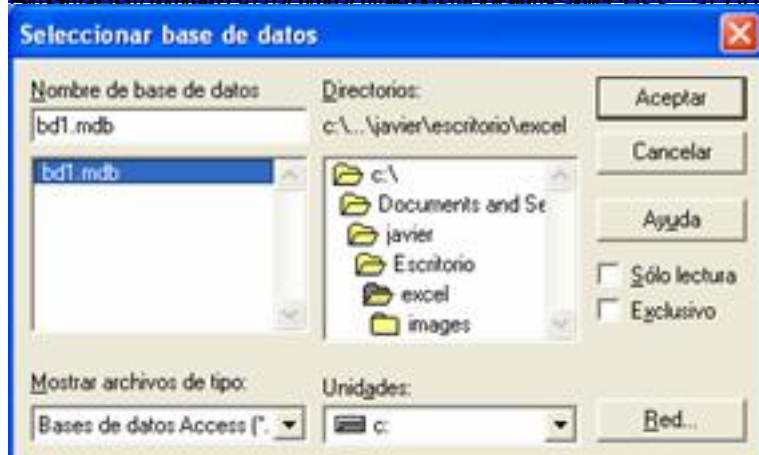 Seleccionar base de datos
Nombre de base de datos
bd1.mdb
bd1.mdb
Directorios:
c:\...\javier\escritorio\excel
c:\
Documents and Se
javier
Escritorio
excel
images
Aceptar
Cancelar
Ayuda
Sólo lectura
Exclusivo
Mostrar archivos de tipo:
Bases de datos Access (*.
Unidades:
c:
Red...